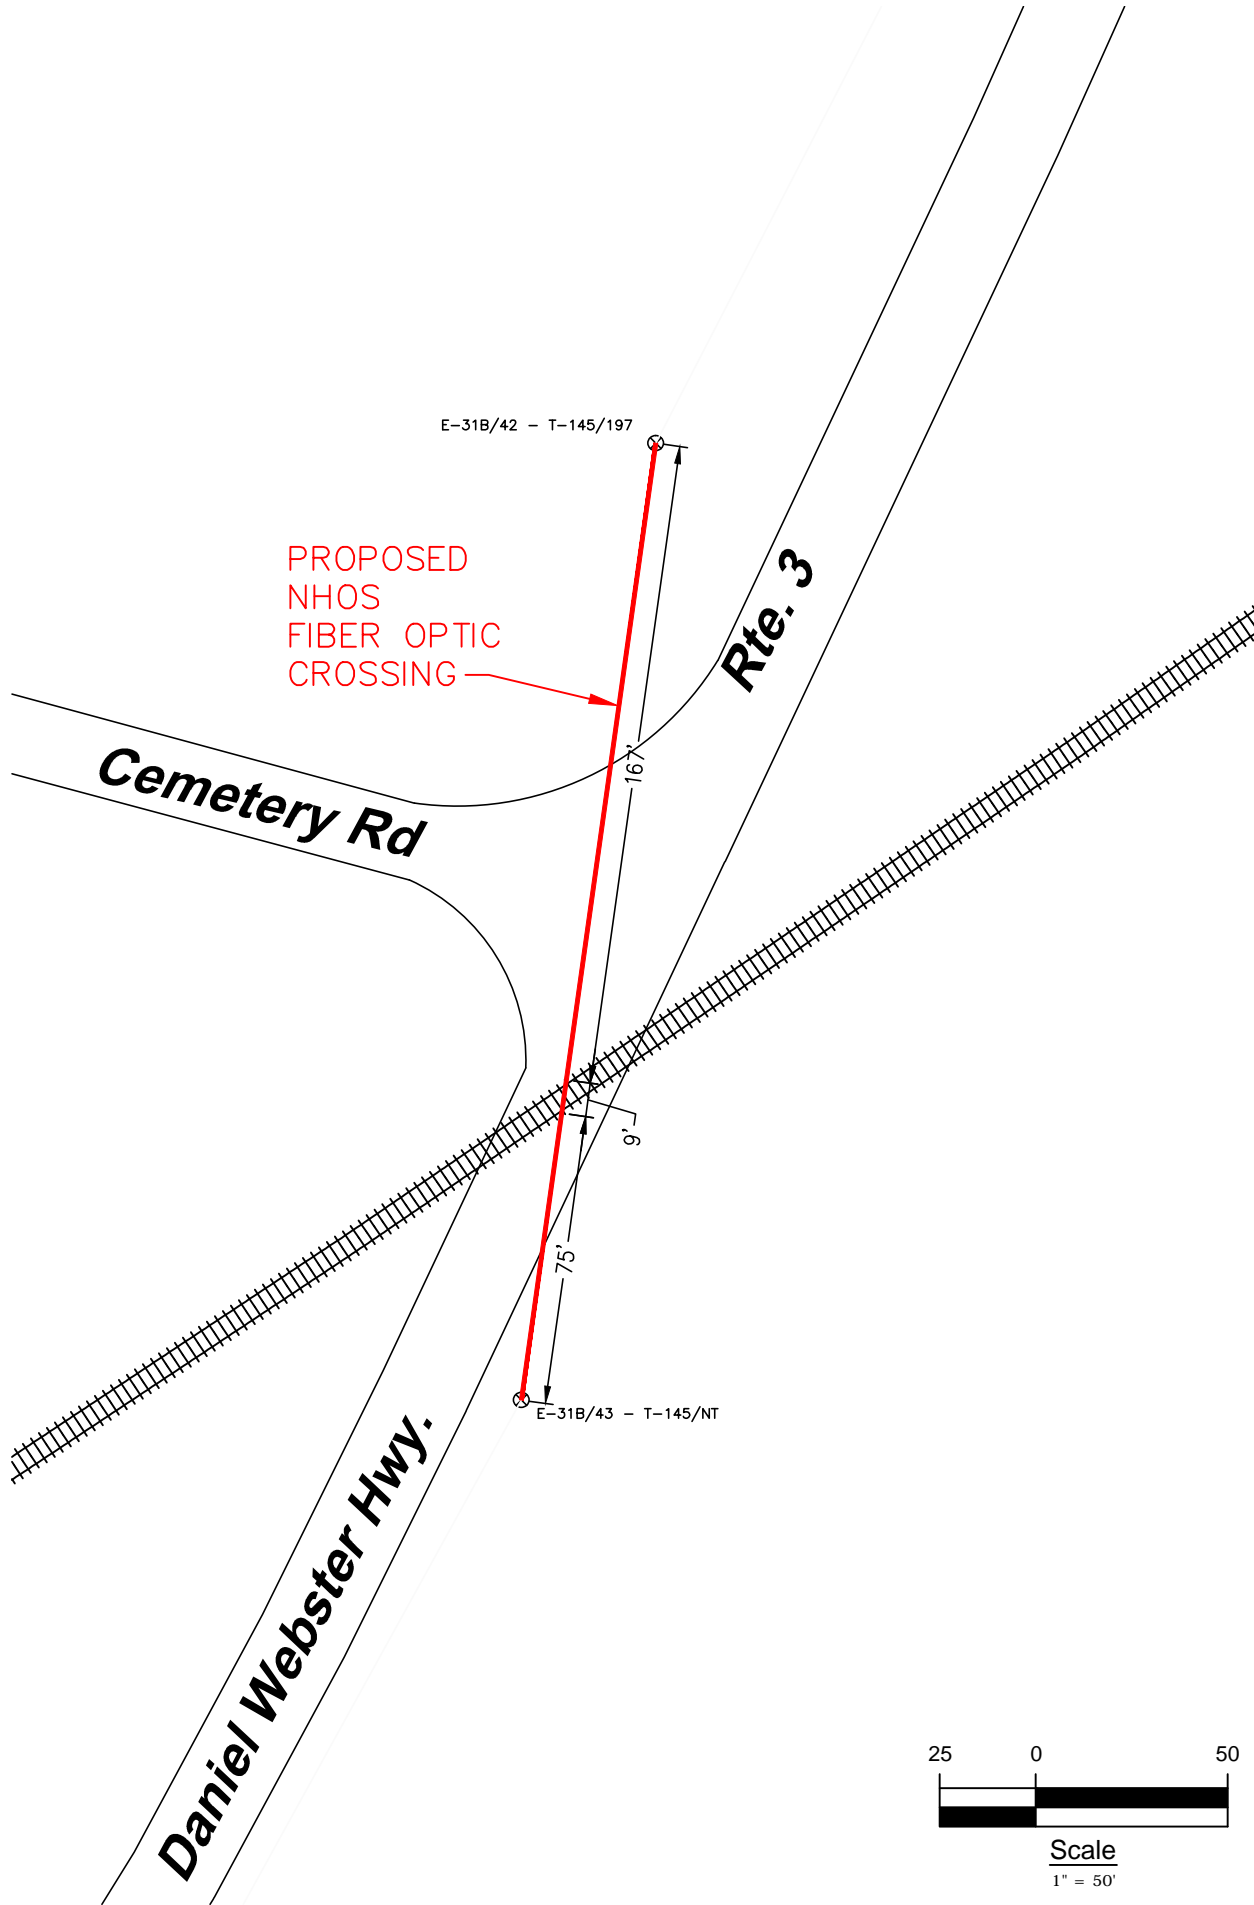 E-31B/42 - T-145/197
PROPOSED
NHOS
FIBER OPTIC
CROSSING
Rte. 3
167'
Cemetery Rd
9'
75'
E-31B/43 - T-145/NT
Daniel Webster Hwy.
25 0 50
Scale
1" = 50'